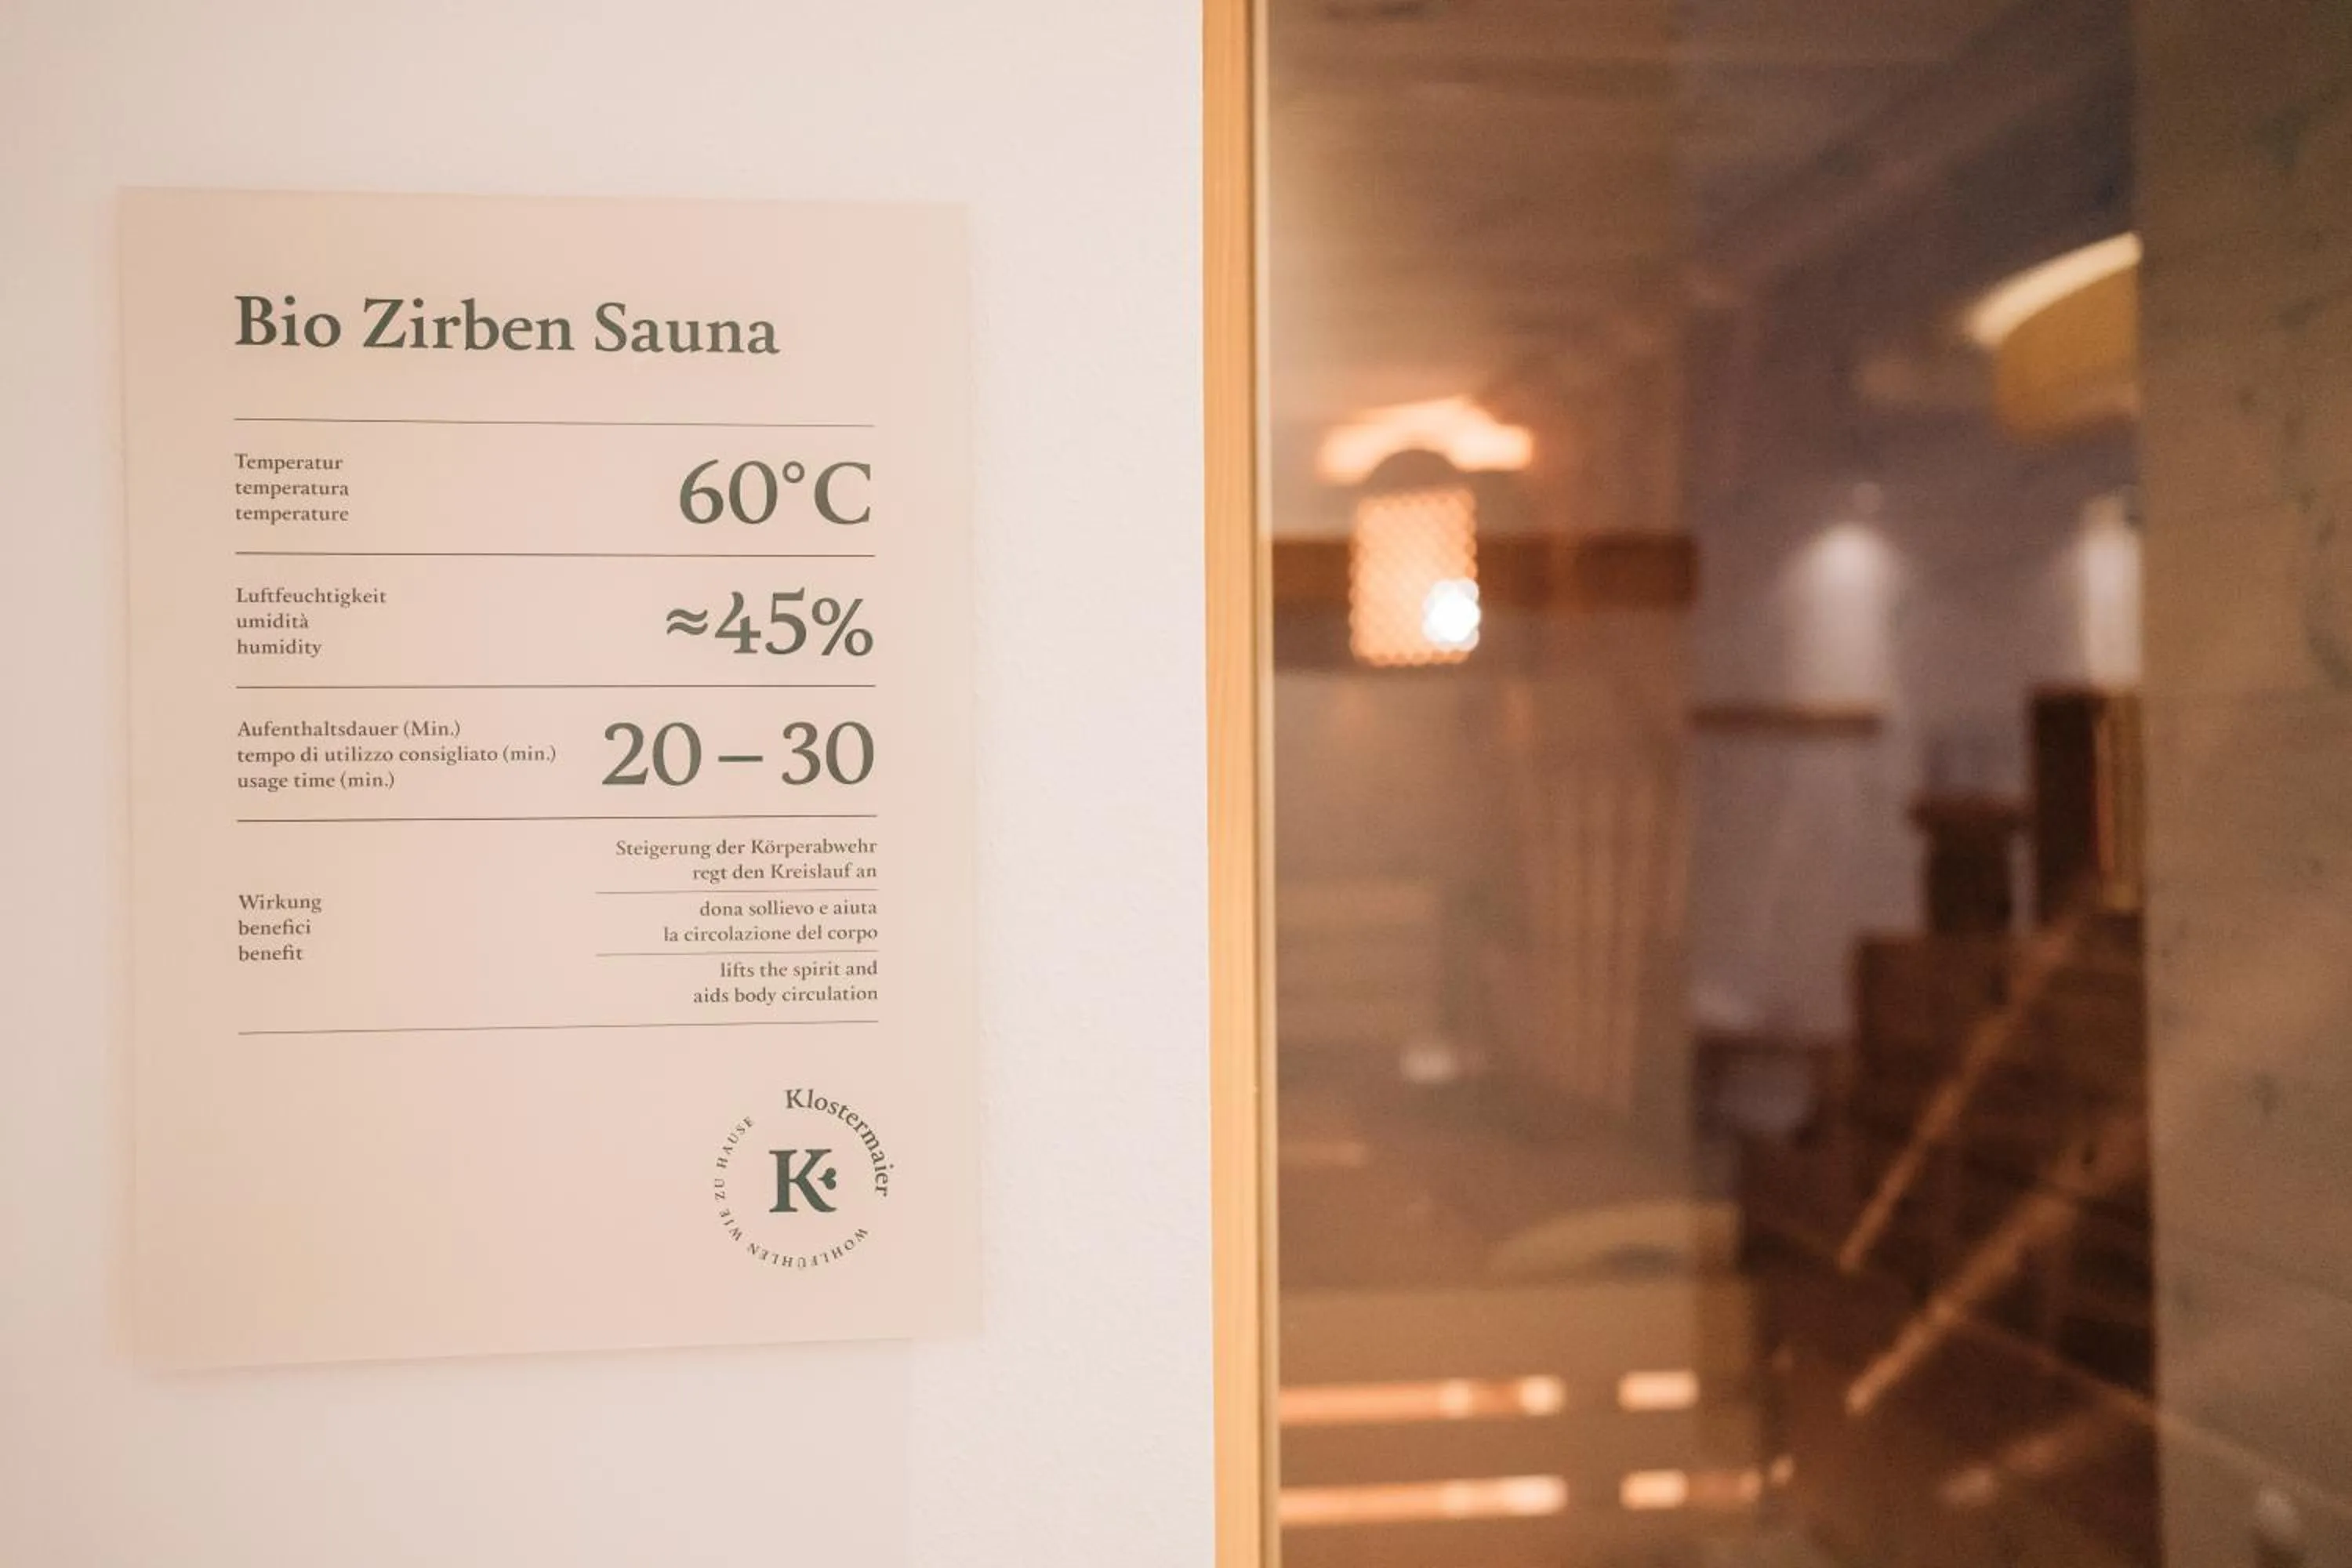 Bio Zirben Sauna
Temperatur
temperatura
temperature
60°C
Luftfeuchtigkeit
umidità
humidity
≈45%
Aufenthaltsdauer (Min.)
tempo di utilizzo consigliato (min.)
usage time (min.)
20 – 30
Wirkung
benefici
benefit
Steigerung der Körperabwehr
regt den Kreislauf an
dona sollievo e aiuta
la circolazione del corpo
lifts the spirit and
aids body circulation
Klostermaier
K
WOHLFÜHLEN WIE ZU HAUSE